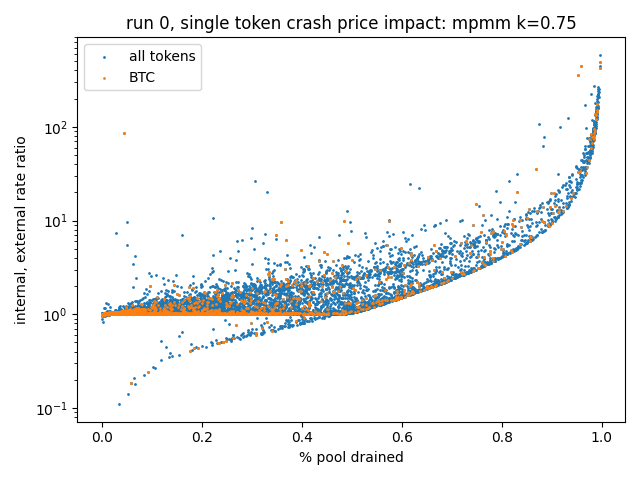 run 0, single token crash price impact: mpmm k=0.75
all tokens
BTC
internal, external rate ratio
10²
10¹
10⁰
10⁻¹
0.0 0.2 0.4 0.6 0.8 1.0
% pool drained